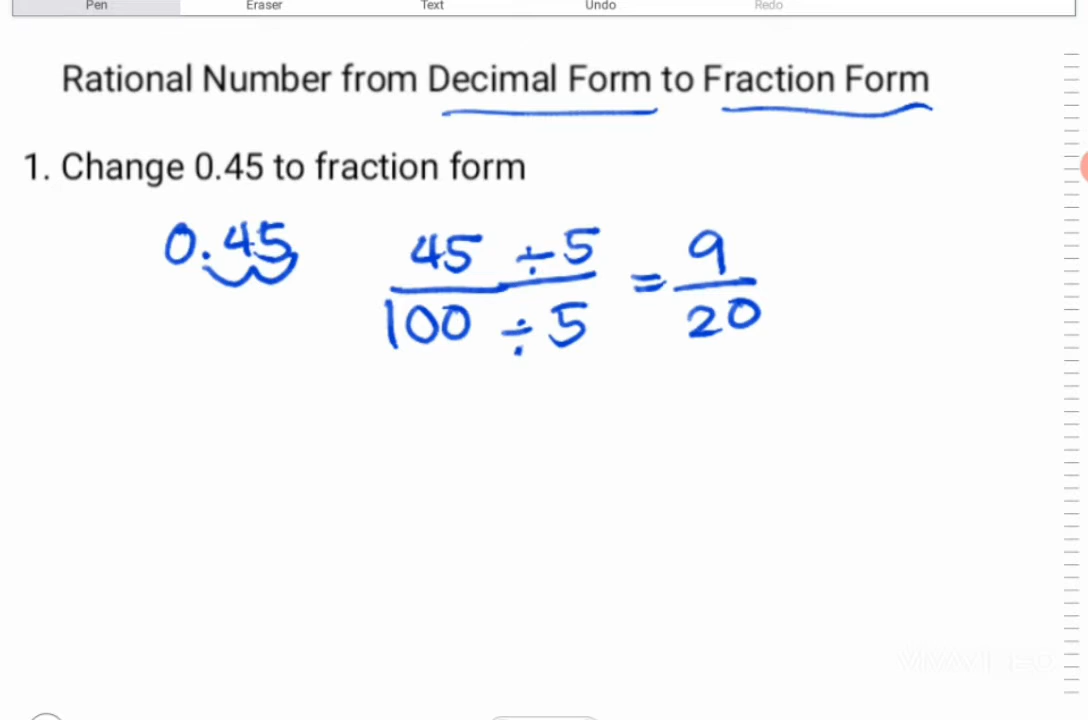 Pen Eraser Text Undo Redo
Rational Number from Decimal Form to Fraction Form
1. Change 0.45 to fraction form
0.45 45 ÷5 = 9
100 ÷ 5 20
VIVAVIDEO